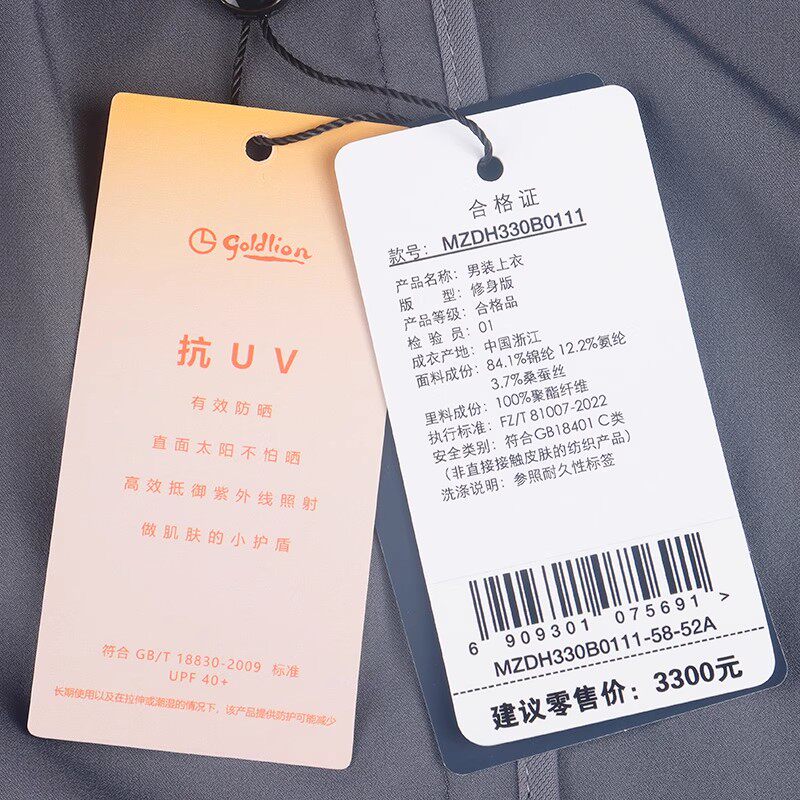 goldlion
抗UV
有效防晒
直面太阳不怕晒
高效抵御紫外线照射
做肌肤的小护盾
符合 GB/T 18830-2009 标准
UPF 40+
长期使用以及在拉伸或潮湿的情况下，该产品提供防护可能减少
合格证
款号：MZDH330B0111
产品名称：男装上衣
版 型：修身版
产品等级：合格品
检 验 员：01
成衣产地：中国浙江
面料成份：84.1%锦纶 12.2%氨纶
3.7%桑蚕丝
里料成份：100%聚酯纤维
执行标准：FZ/T 81007-2022
安全类别：符合GB18401 C类
（非直接接触皮肤的纺织产品）
洗涤说明：参照耐久性标签
6 909301 075691 >
MZDH330B0111-58-52A
建议零售价：3300元